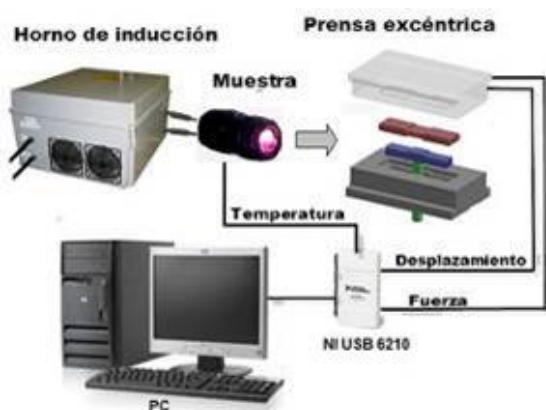 Prensa excéntrica
Horno de inducción
Muestra
Temperatura
Desplazamiento
Fuerza
NI USB 6210
PC